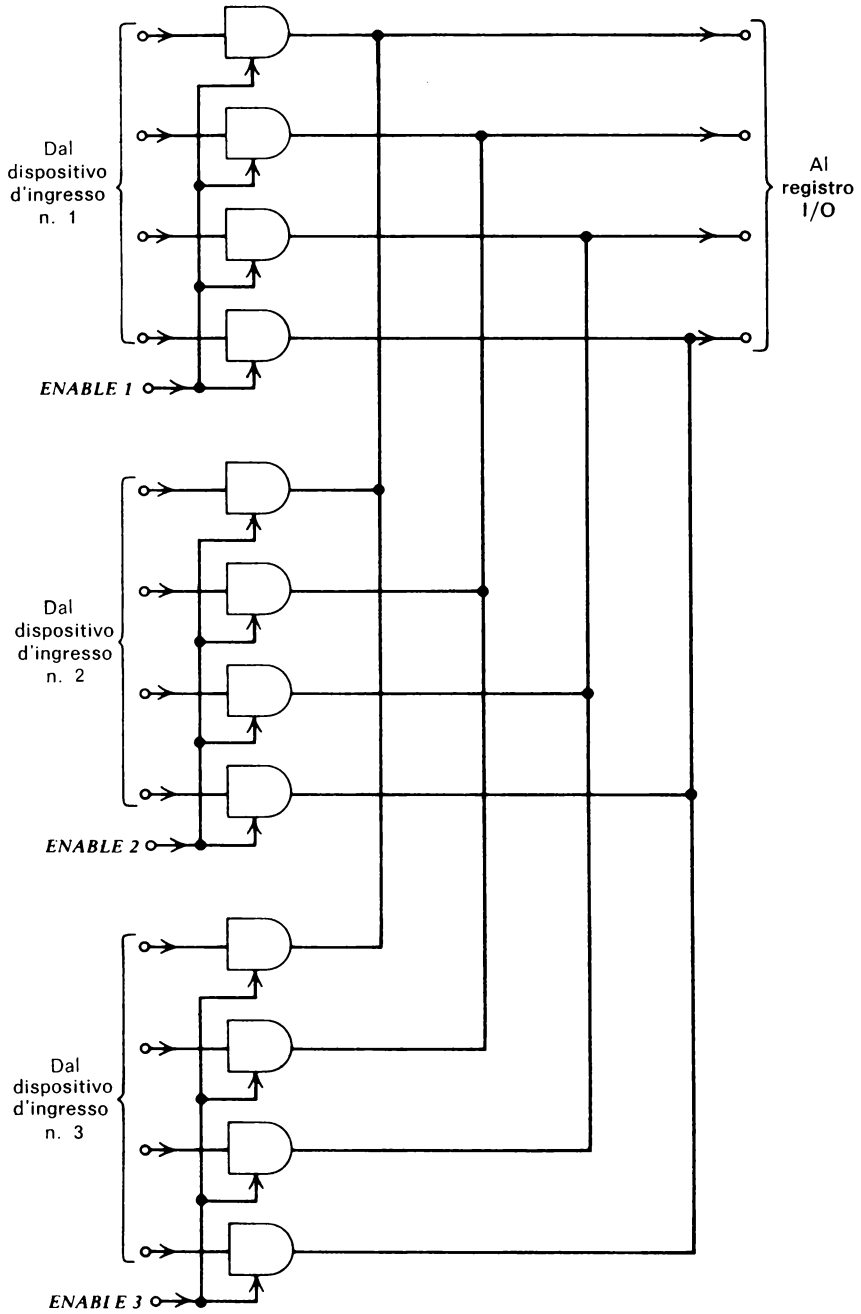 Dal
dispositivo
d'ingresso
n. 1
Al
registro
I/O
ENABLE 1
Dal
dispositivo
d'ingresso
n. 2
ENABLE 2
Dal
dispositivo
d'ingresso
n. 3
ENABLE 3